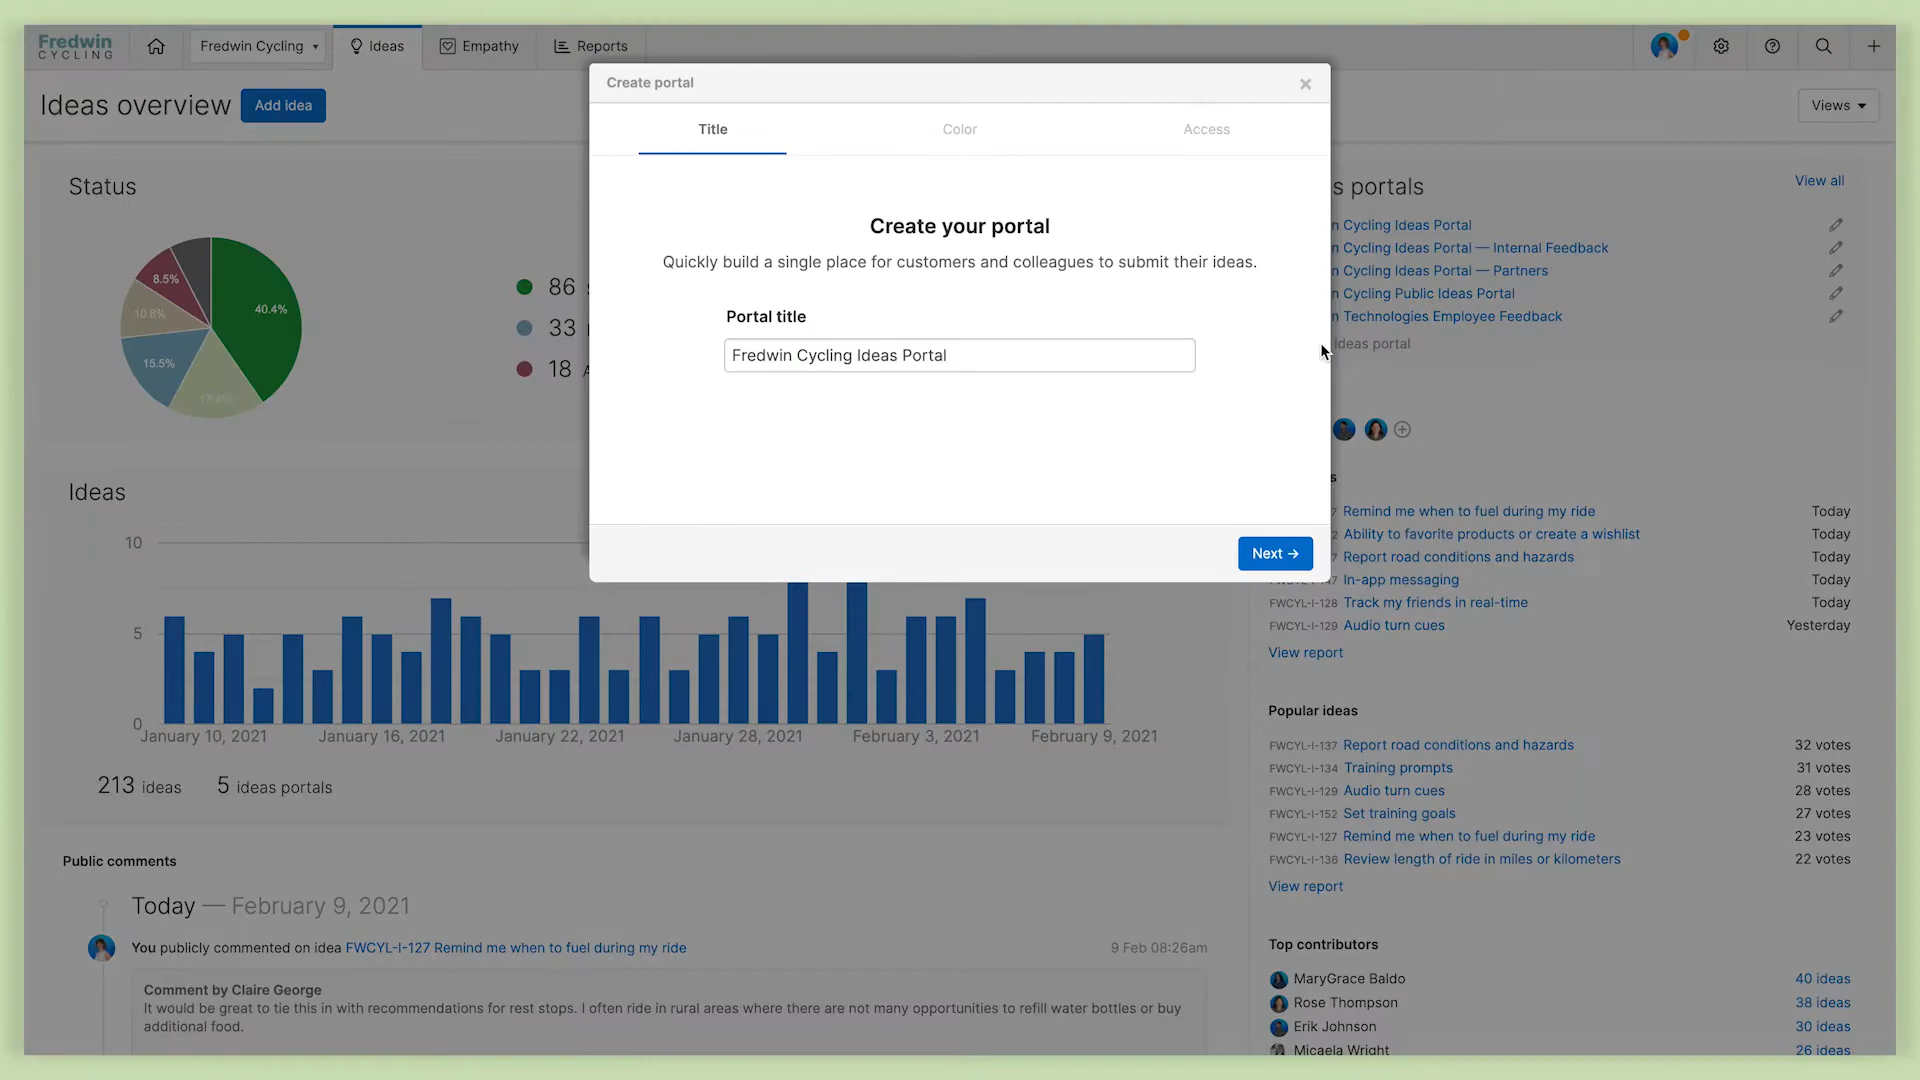 Fredwin
CYCLING
Fredwin Cycling
Ideas
Empathy
Reports
Ideas overview
Add idea
Views
Create portal
Title
Color
Access
Create your portal
Quickly build a single place for customers and colleagues to submit their ideas.
Portal title
Fredwin Cycling Ideas Portal
Next →
Status
40.4%
8.5%
10.8%
15.5%
17.4%
86
33
18
s portals
View all
n Cycling Ideas Portal
n Cycling Ideas Portal — Internal Feedback
n Cycling Ideas Portal — Partners
n Cycling Public Ideas Portal
n Technologies Employee Feedback
ideas portal
Ideas
10
5
0
January 10, 2021
January 16, 2021
January 22, 2021
January 28, 2021
February 3, 2021
February 9, 2021
213 ideas
5 ideas portals
s
7 Remind me when to fuel during my ride Today
2 Ability to favorite products or create a wishlist Today
7 Report road conditions and hazards Today
In-app messaging Today
FWCYL-I-128 Track my friends in real-time Today
FWCYL-I-129 Audio turn cues Yesterday
View report
Popular ideas
FWCYL-I-137 Report road conditions and hazards 32 votes
FWCYL-I-134 Training prompts 31 votes
FWCYL-I-129 Audio turn cues 28 votes
FWCYL-I-152 Set training goals 27 votes
FWCYL-I-127 Remind me when to fuel during my ride 23 votes
FWCYL-I-136 Review length of ride in miles or kilometers 22 votes
View report
Public comments
Today — February 9, 2021
You publicly commented on idea FWCYL-I-127 Remind me when to fuel during my ride
9 Feb 08:26am
Comment by Claire George
It would be great to tie this in with recommendations for rest stops. I often ride in rural areas where there are not many opportunities to refill water bottles or buy
additional food.
Top contributors
MaryGrace Baldo 40 ideas
Rose Thompson 38 ideas
Erik Johnson 30 ideas
Micaela Wright 26 ideas